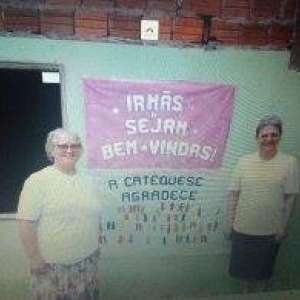 IRMÃS
SEJAM
BEM-VINDAS!
A CATEQUESE
AGRADECE